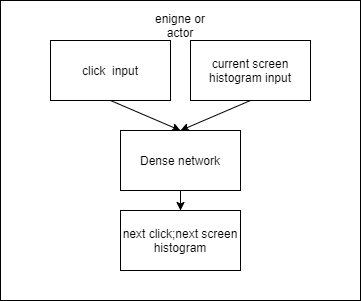 enigne or
actor
click  input
current screen
histogram input
Dense network
next click;next screen
histogram